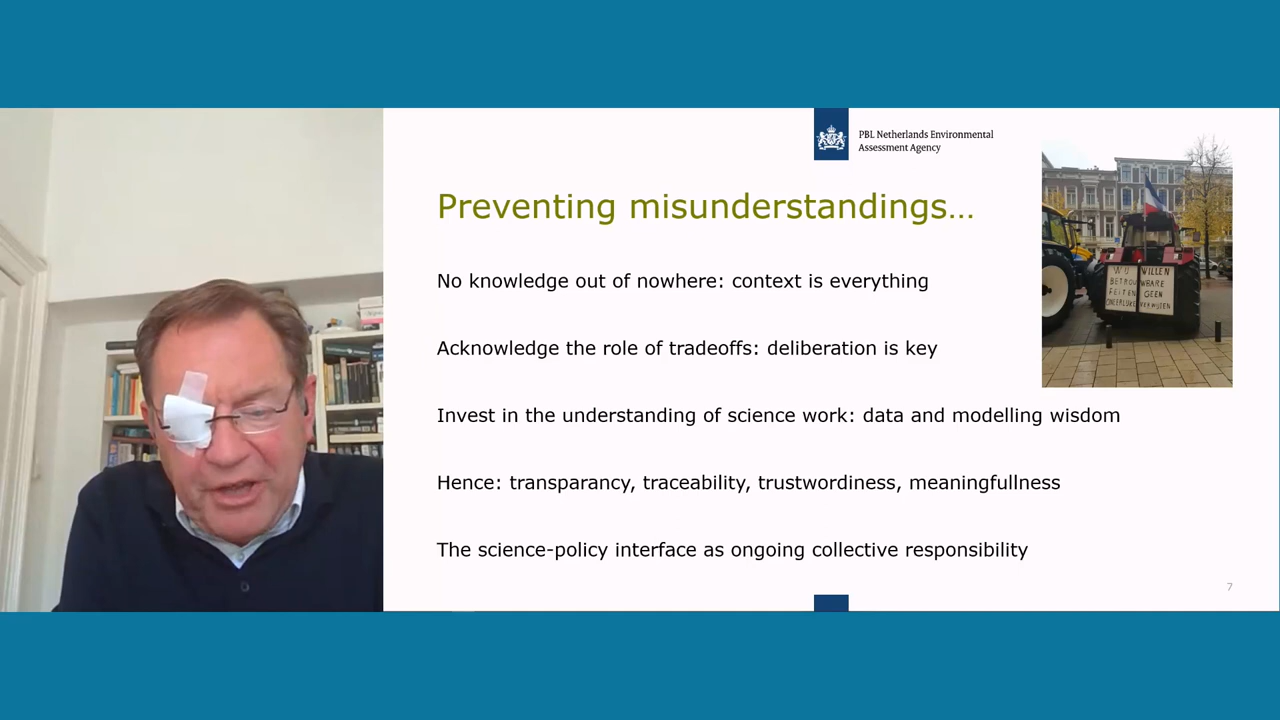 PBL Netherlands Environmental
Assessment Agency
Preventing misunderstandings…
WIJ WILLEN
BETROUWBARE
FEITEN GEEN
ONEERLIJKE VERWIJTEN
No knowledge out of nowhere: context is everything
Acknowledge the role of tradeoffs: deliberation is key
Invest in the understanding of science work: data and modelling wisdom
Hence: transparancy, traceability, trustwordiness, meaningfullness
The science-policy interface as ongoing collective responsibility
7